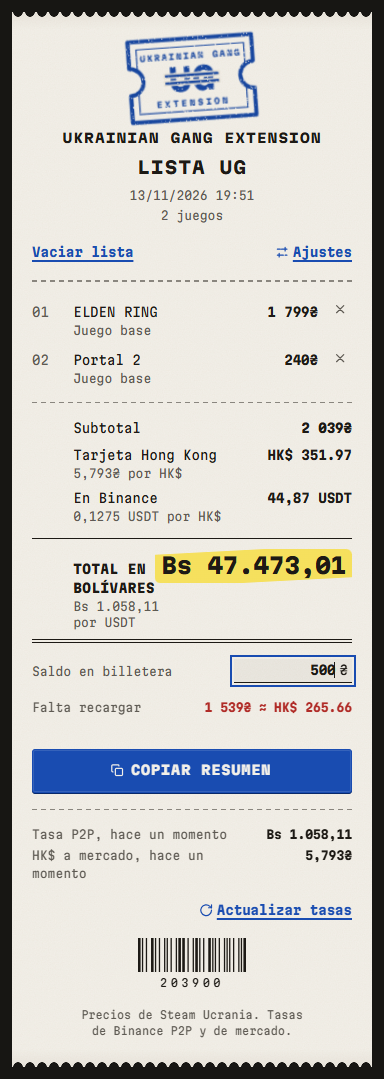 UKRAINIAN GANG
UG
EXTENSION
UKRAINIAN GANG EXTENSION
LISTA UG
13/11/2026 19:51
2 juegos
Vaciar lista Ajustes
01 ELDEN RING 1 799₴ ×
Juego base
02 Portal 2 240₴ ×
Juego base
Subtotal 2 039₴
Tarjeta Hong Kong HK$ 351.97
5,793₴ por HK$
En Binance 44,87 USDT
0,1275 USDT por HK$
TOTAL EN BOLÍVARES Bs 47.473,01
Bs 1.058,11
por USDT
Saldo en billetera 500 ₴
Falta recargar 1 539₴ ≈ HK$ 265.66
COPIAR RESUMEN
Tasa P2P, hace un momento Bs 1.058,11
HK$ a mercado, hace un momento 5,793₴
Actualizar tasas
203900
Precios de Steam Ucrania. Tasas
de Binance P2P y de mercado.